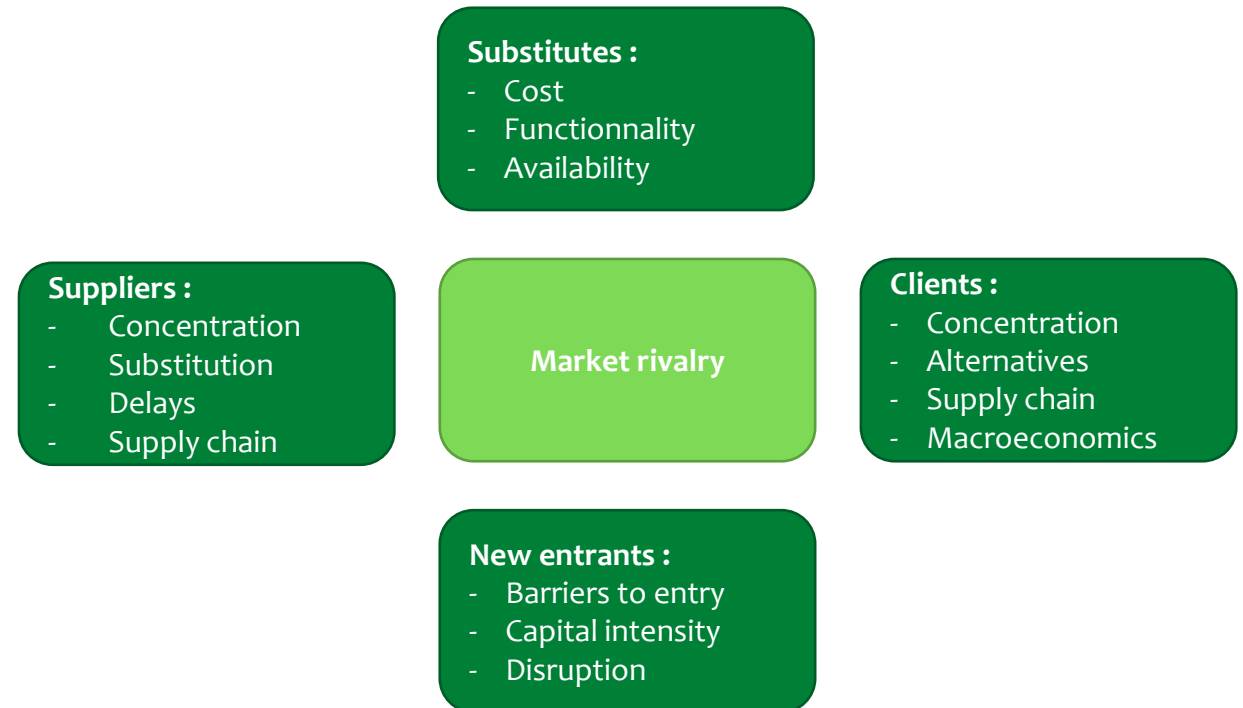 Substitutes :
- Cost
- Functionnality
- Availability
Suppliers :
- Concentration
- Substitution
- Delays
- Supply chain
Market rivalry
Clients :
- Concentration
- Alternatives
- Supply chain
- Macroeconomics
New entrants :
- Barriers to entry
- Capital intensity
- Disruption